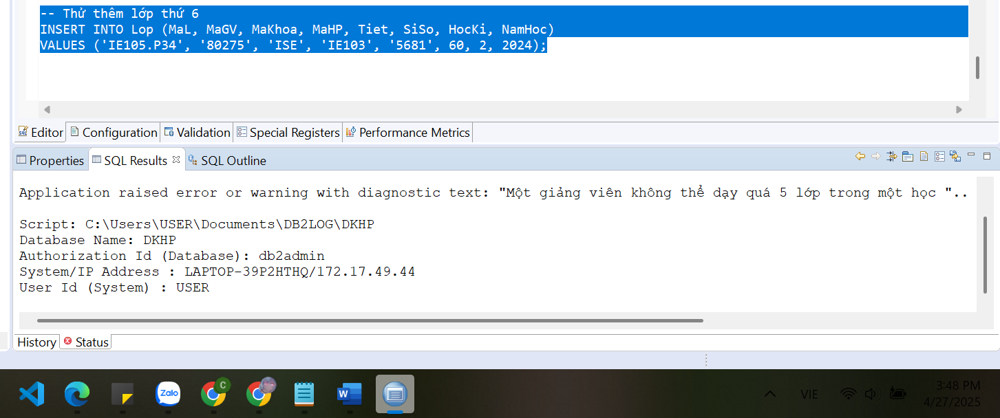 -- Thử thêm lớp thứ 6
INSERT INTO Lop (MaL, MaGV, MaKhoa, MaHP, Tiet, SiSo, HocKi, NamHoc)
VALUES ('IE105.P34', '80275', 'ISE', 'IE103', '5681', 60, 2, 2024);
Editor Configuration Validation Special Registers Performance Metrics
Properties SQL Results SQL Outline
Application raised error or warning with diagnostic text: "Một giảng viên không thể dạy quá 5 lớp trong một học "..
Script: C:\Users\USER\Documents\DB2LOG\DKHP
Database Name: DKHP
Authorization Id (Database): db2admin
System/IP Address : LAPTOP-39P2HTHQ/172.17.49.44
User Id (System) : USER
History Status
Zalo C W VIE 3:48 PM
4/27/2025